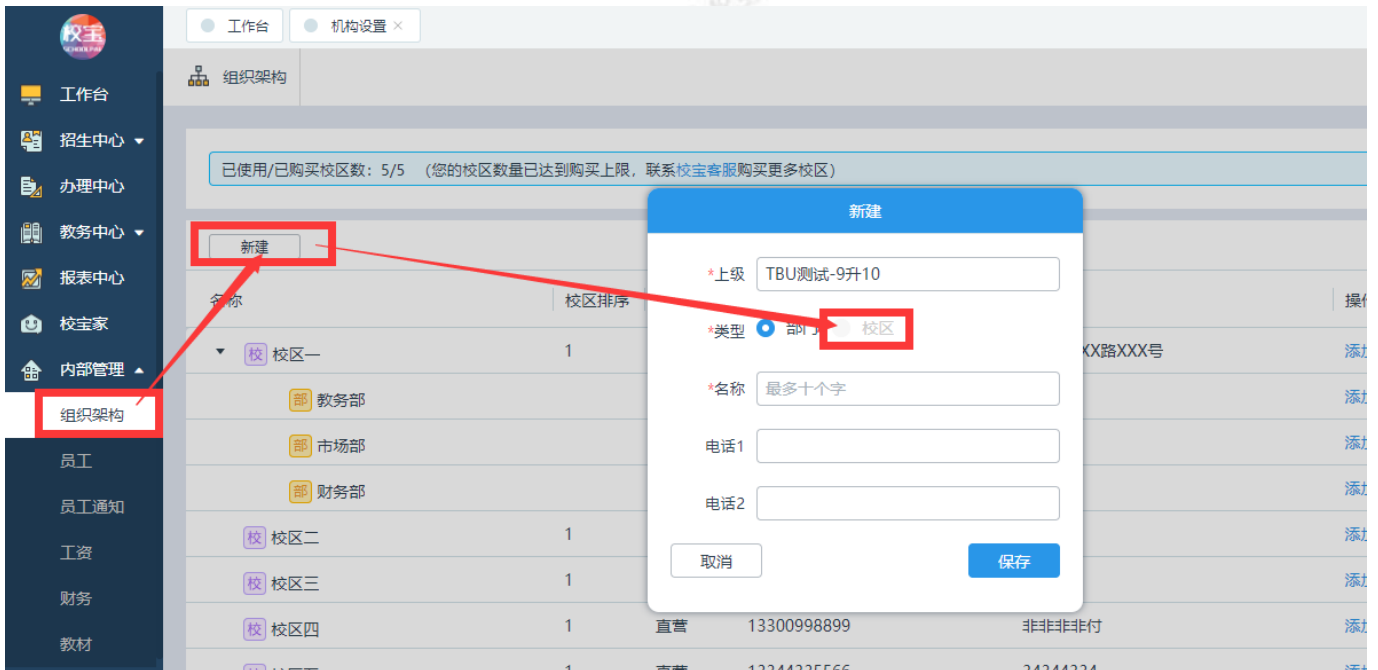 校宝
工作台
机构设置
组织架构
工作台
招生中心
办理中心
教务中心
报表中心
校宝家
内部管理
组织架构
员工
员工通知
工资
财务
教材
已使用/已购买校区数：5/5 （您的校区数量已达到购买上限，联系校宝客服购买更多校区）
新建
名称 校区排序
校 校区一 1 XX路XXX号
部 教务部
部 市场部
部 财务部
校 校区二 1
校 校区三 1
校 校区四 1 直营 13300998899 非非非非付
新建
*上级 TBU测试-9升10
*类型 部门 校区
*名称 最多十个字
电话1
电话2
取消 保存